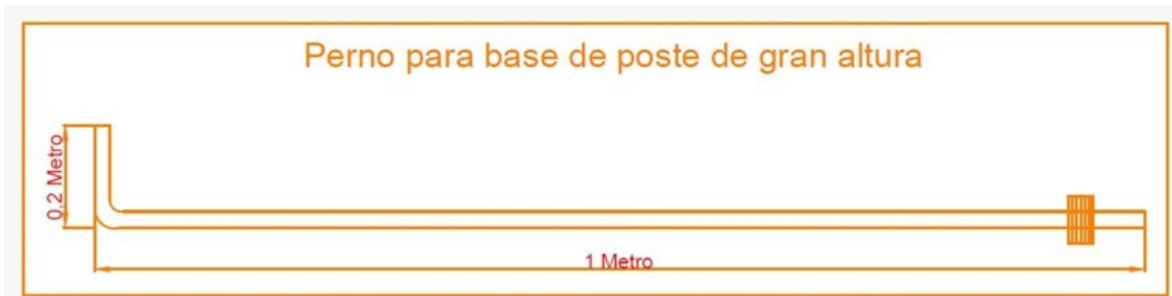 Perno para base de poste de gran altura
0.2 Metro
1 Metro